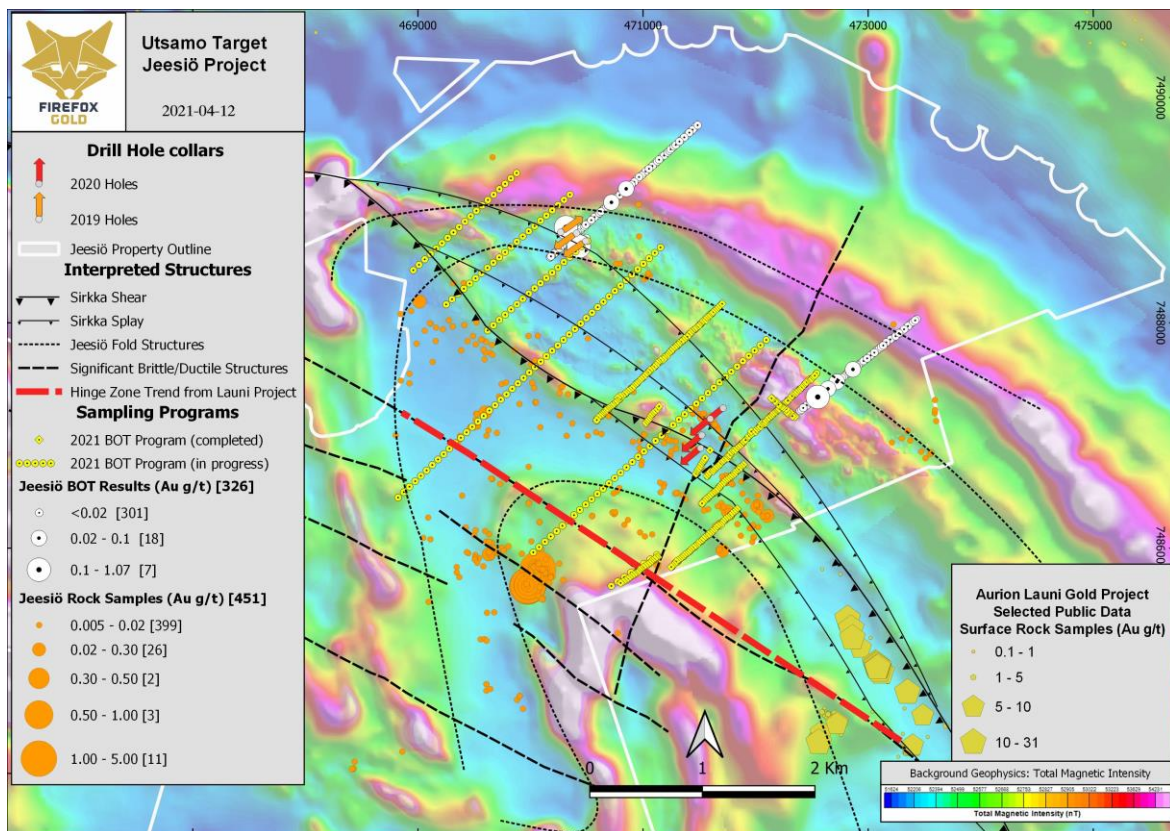 FIREFOX
GOLD
Utsamo Target
Jeesiö Project
2021-04-12
Drill Hole collars
2020 Holes
2019 Holes
Jeesiö Property Outline
Interpreted Structures
Sirkka Shear
Sirkka Splay
Jeesiö Fold Structures
Significant Brittle/Ductile Structures
Hinge Zone Trend from Launi Project
Sampling Programs
2021 BOT Program (completed)
2021 BOT Program (in progress)
Jeesiö BOT Results (Au g/t) [326]
<0.02 [301]
0.02 - 0.1 [18]
0.1 - 1.07 [7]
Jeesiö Rock Samples (Au g/t) [451]
0.005 - 0.02 [399]
0.02 - 0.30 [26]
0.30 - 0.50 [2]
0.50 - 1.00 [3]
1.00 - 5.00 [11]
469000
471000
473000
475000
7490000
7488000
748600
0
1
2 Km
Aurion Launi Gold Project
Selected Public Data
Surface Rock Samples (Au g/t)
0.1 - 1
1 - 5
5 - 10
10 - 31
Background Geophysics: Total Magnetic Intensity
Total Magnetic Intensity (nT)